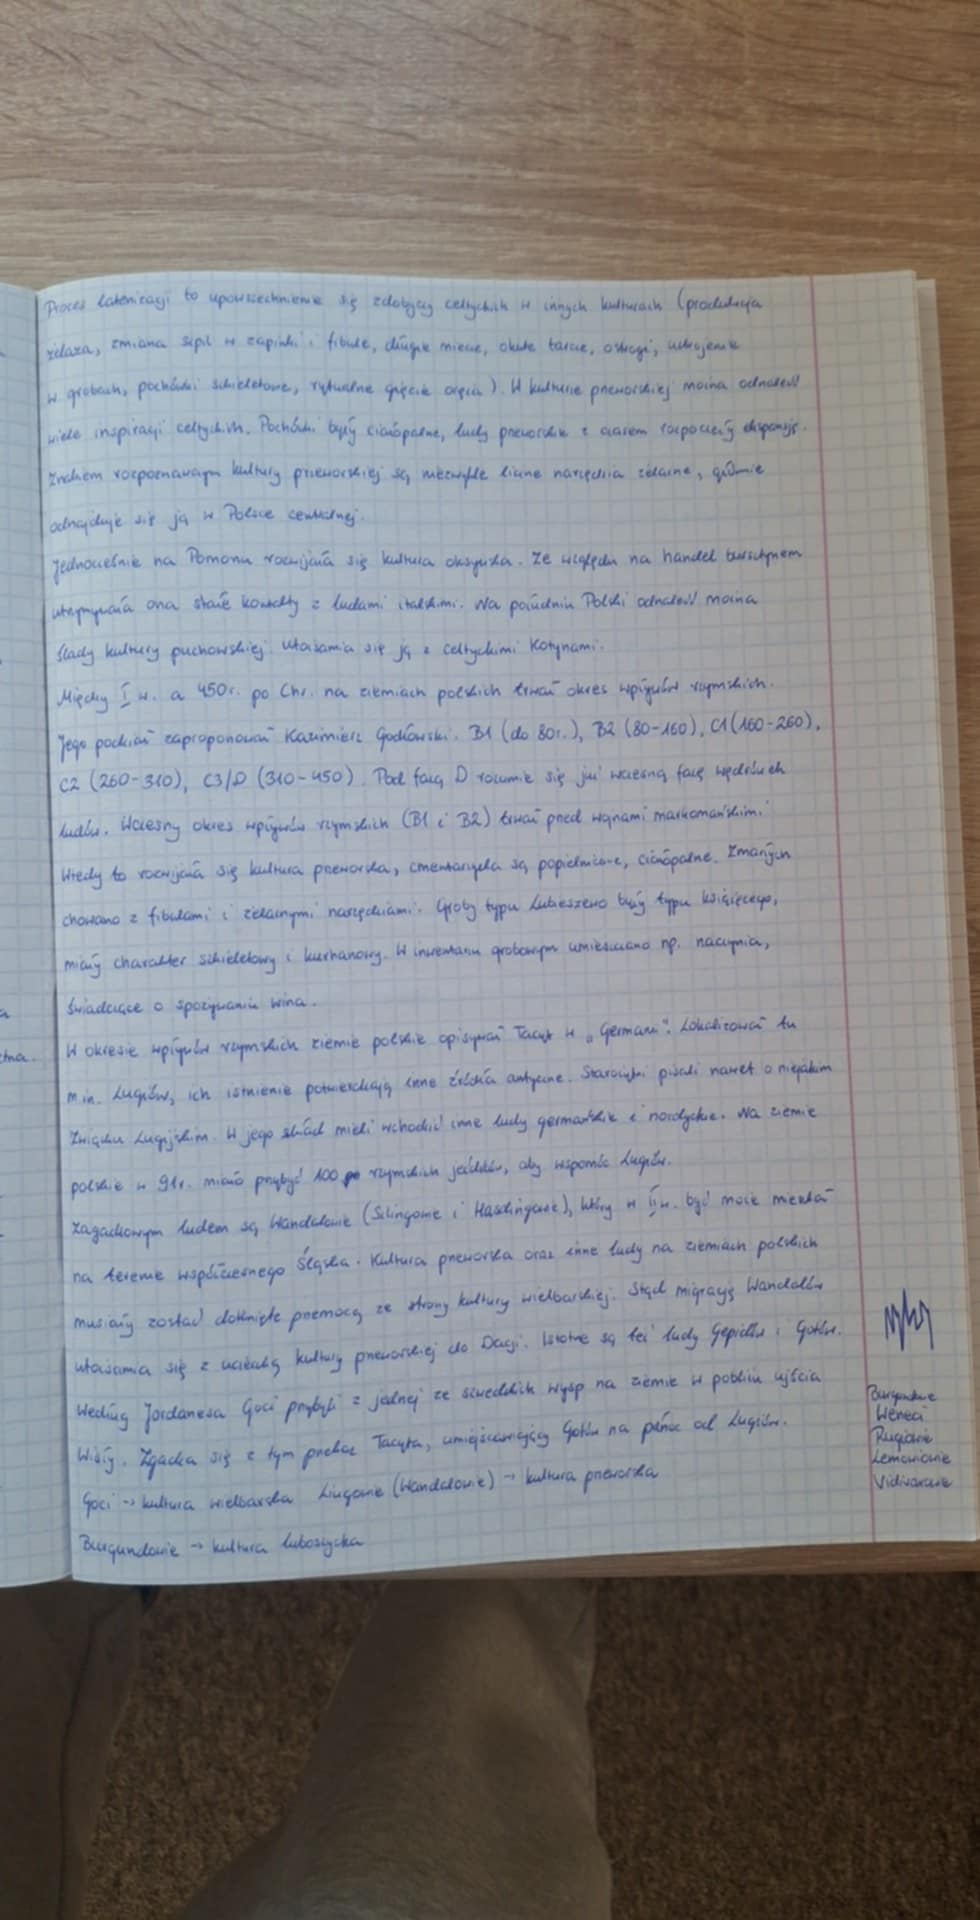 Proces latenizacji to upowszechnienie się zdobyczy celtyckich w innych kulturach (produkcja
żelaza, zmiana szpil w zapinki i fibule, długie miecze, okute tarcze, ostrogi, uzbrojenie
w grobach, pochówki szkieletowe, rytualne gięcie oręża). W kulturze przeworskiej można odnaleźć
wiele inspiracji celtyckich. Pochówki były ciałopalne, ludy przeworskie z czasem rozpoczęły ekspansję.
Znakiem rozpoznawczym kultury przeworskiej są niezwykle liczne narzędzia żelazne, głównie
odnajduje się ją w Polsce centralnej.
Jednocześnie na Pomorzu rozwijała się kultura oksywska. Ze względu na handel bursztynem
utrzymywała ona stałe kontakty z ludami italskimi. Na południu Polski odnaleźć można
ślady kultury puchowskiej. Utożsamia się ją z celtyckimi Kotynami.
Między I w. a 450r. po Chr. na ziemiach polskich trwał okres wpływów rzymskich.
Jego podział zaproponował Kazimierz Godłowski. B1 (do 80r.), B2 (80-160), C1 (160-260),
C2 (260-310), C3/D (310-450). Pod fazą D rozumie się już wczesną fazę wędrówek
ludów. Wczesny okres wpływów rzymskich (B1 i B2) trwał przed wojnami markomańskimi.
Wtedy to rozwijała się kultura przeworska, cmentarzyska są popielnicowe, ciałopalne. Zmarłych
chowano z fibulami i żelaznymi narzędziami. Groby typu Lubieszewo były typu książęcego,
miały charakter szkieletowy i kurhanowy. W inwentarzu grobowym umieszczano np. naczynia,
świadczące o spożywaniu wina.
W okresie wpływów rzymskich ziemie polskie opisywał Tacyt w „Germanii". Lokalizował tu
m.in. Lugiów, ich istnienie potwierdzają inne źródła antyczne. Starożytni pisali nawet o niejakim
Związku Lugijskim. W jego skład mieli wchodzić inne ludy germańskie i nordyckie. Na ziemie
polskie w 91r. miało przybyć 100 rzymskich jeźdźców, aby wspomóc Lugiów.
Zagadkowym ludem są Wandalowie (Silingowie i Hasdingowie), który w II w. być może mieszkał
na terenie współczesnego Śląska. Kultura przeworska oraz inne ludy na ziemiach polskich
musiały zostać dotknięte przemocą ze strony kultury wielbarskiej. Stąd migrację Wandalów
utożsamia się z ucieczką kultury przeworskiej do Dacji. Istotne są też ludy Gepidów i Gotów.
Według Jordanesa Goci przybyli z jednej ze szwedzkich wysp na ziemie w pobliżu ujścia
Wisły. Zgadza się z tym przekaz Tacyta, umiejscawiający Gotów na północ od Lugiów.
Goci → kultura wielbarska Lugowie (Wandalowie) → kultura przeworska
Burgundowie → kultura luboszycka
Burgundowie
Weneci
Rugiowie
Lemowiowie
Vidivarowie